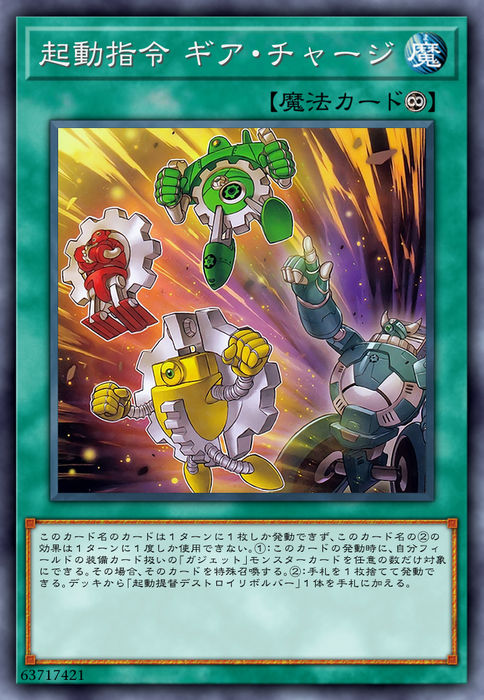 起動指令 ギア・チャージ 魔
【魔法カード♾】
このカード名のカードは1ターンに1枚しか発動できず、このカード名の②の
効果は1ターンに1度しか使用できない。①:このカードの発動時に、自分フィ
ールドの装備カード扱いの「ガジェット」モンスターカードを任意の数だけ対象
にできる。その場合、そのカードを特殊召喚する。②:手札を1枚捨てて発動で
きる。デッキから「起動提督デストロイリボルバー」1体を手札に加える。
63717421